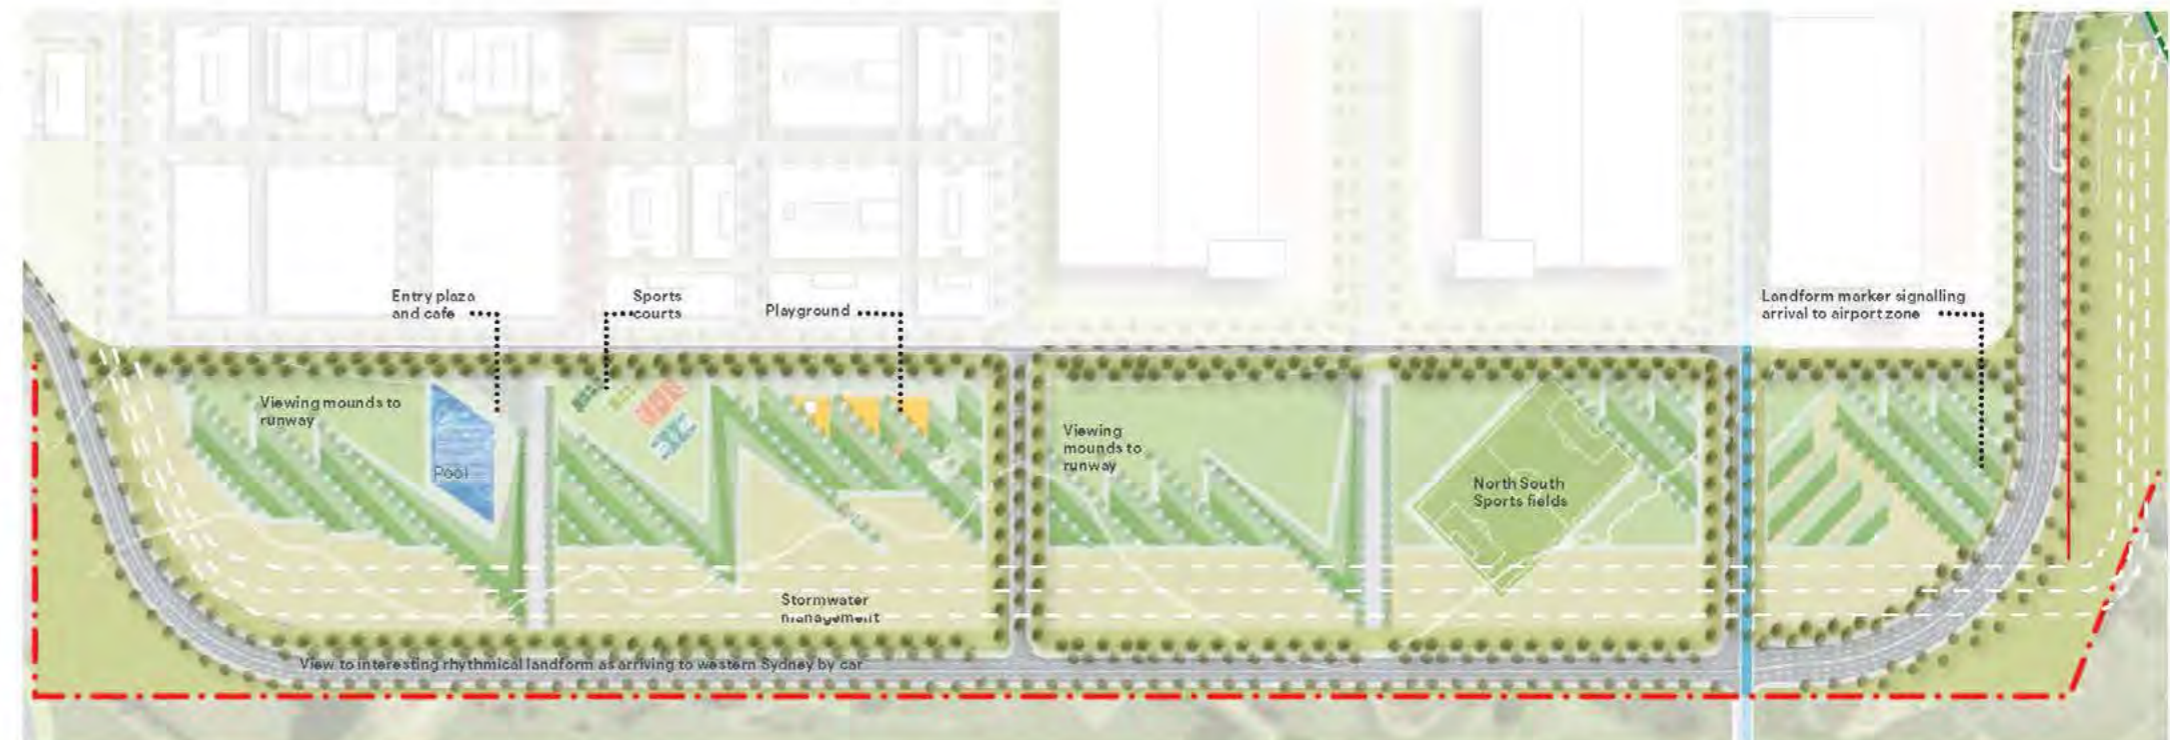 Entry plaza
and cafe
Sports
courts
Playground
Landform marker signalling
arrival to airport zone
Viewing mounds to
runway
Pool
Viewing
mounds to
runway
North South
Sports fields
Stormwater
management
View to interesting rhythmical landform as arriving to western Sydney by car